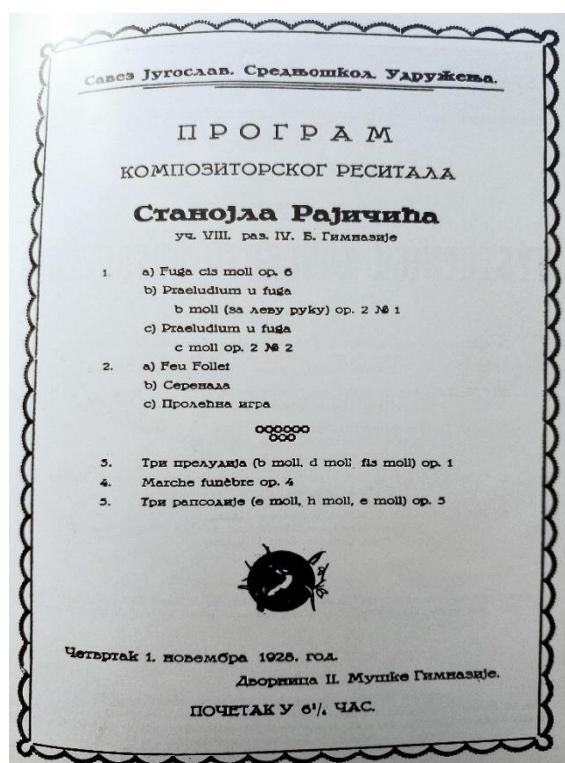 Савез Југослав. Средњошкол. Удружења.
ПРОГРАМ
КОМПОЗИТОРСКОГ РЕСИТАЛА
Станојла Рајичића
уч. VIII. раз. IV. Б. Гимназије
1. a) Fuga cis moll op. 6
b) Praeludium u fuga
b moll (за леву руку) op. 2 № 1
c) Praeludium u fuga
c moll op. 2 № 2
2. a) Feu Follet
b) Серенада
c) Пролећна игра
3. Три прелудија (b moll, d moll, fis moll) op. 1
4. Marche funèbre op. 4
5. Три рапсодије (e moll, h moll, e moll) op. 5
Четвртак 1. новембра 1928. год.
Дворница II. Мушке Гимназије.
ПОЧЕТАК У 6¹/₄ ЧАС.